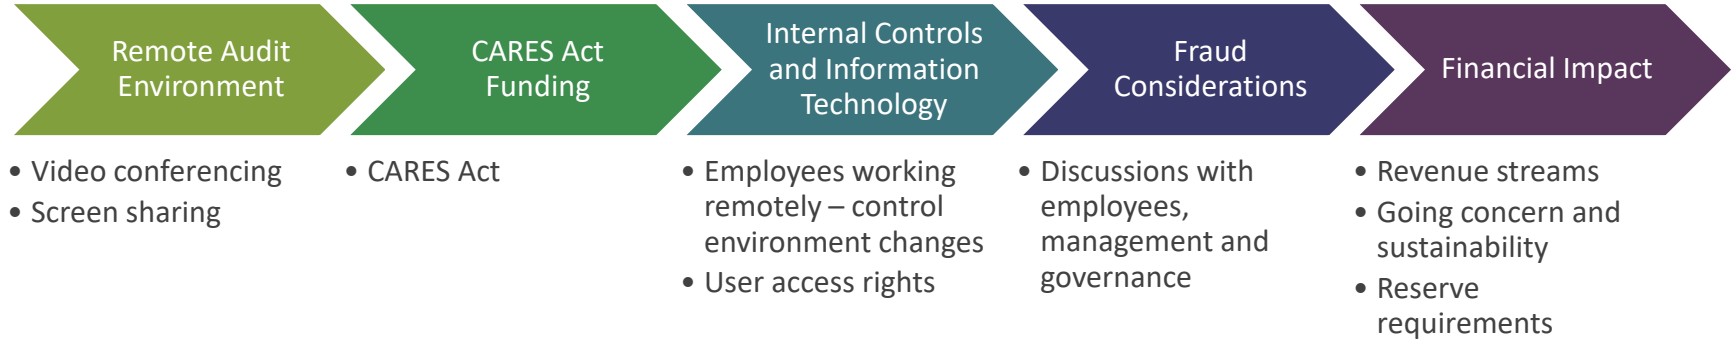 Remote Audit
Environment
• Video conferencing
• Screen sharing
CARES Act
Funding
• CARES Act
Internal Controls
and Information
Technology
• Employees working
remotely – control
environment changes
• User access rights
Fraud
Considerations
• Discussions with
employees,
management and
governance
Financial Impact
• Revenue streams
• Going concern and
sustainability
• Reserve
requirements